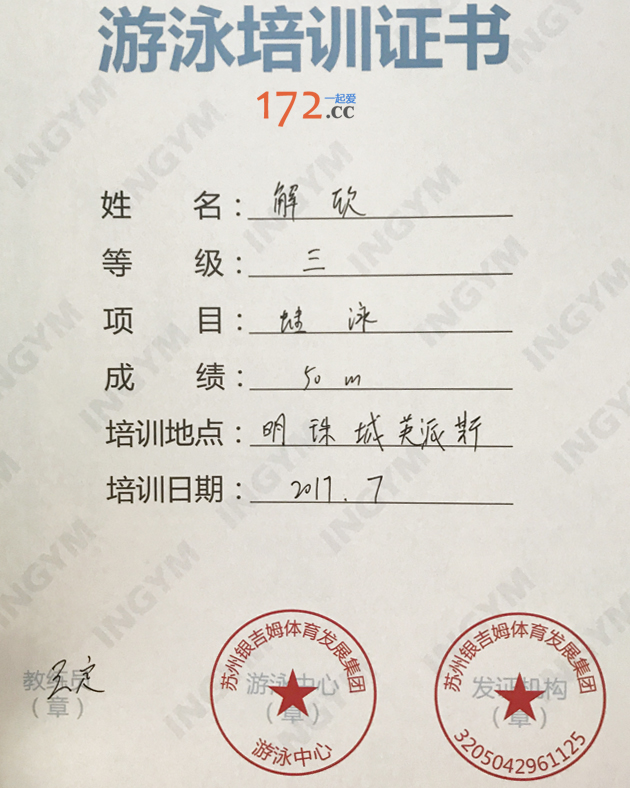 游泳培训证书
172.cc
一起爱
姓名：解欤
等级：三
项目：蛙泳
成绩：50 m
培训地点：明珠城英派斯
培训日期：2017.7
教练员
（章）
苏州银吉姆体育发展集团
游泳中心
（章）
游泳中心
苏州银吉姆体育发展集团
发证机构
（章）
3205042961125
INGYM